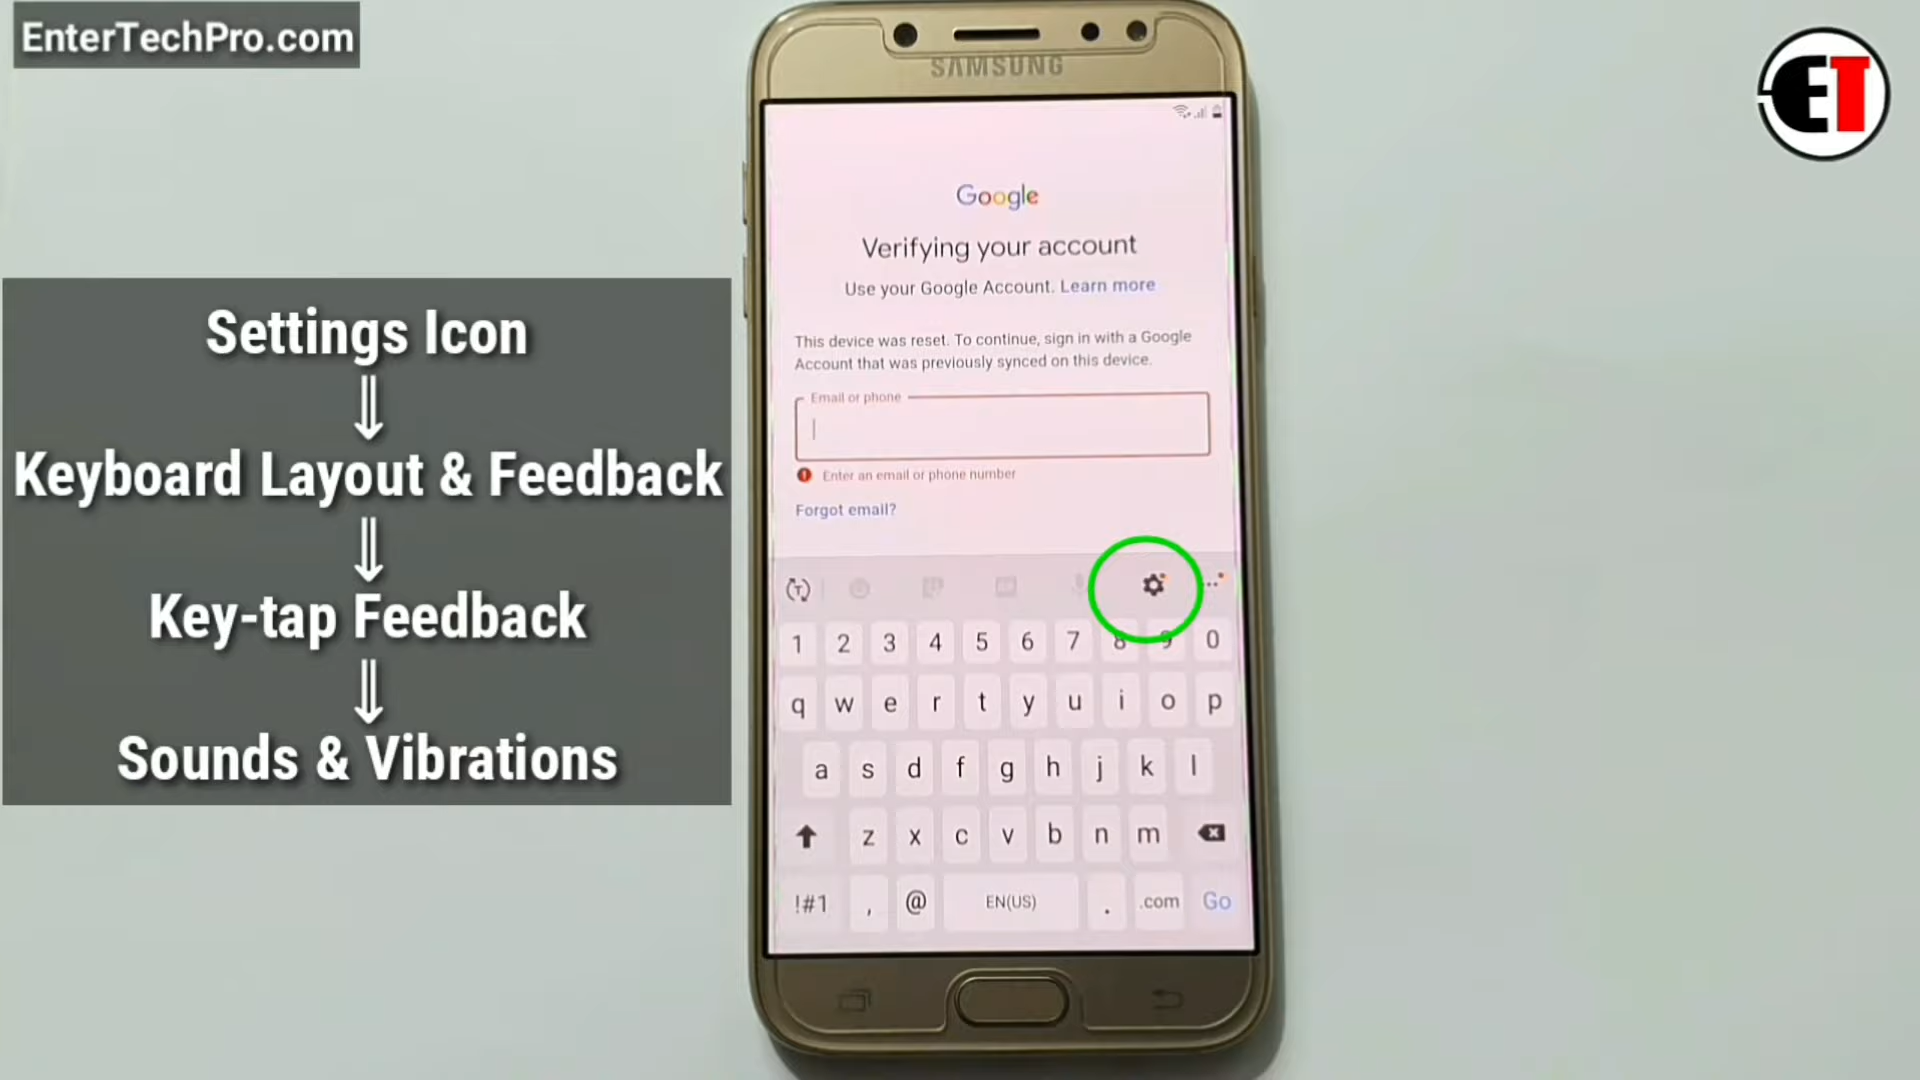 EnterTechPro.com
ET
SAMSUNG
Google
Verifying your account
Use your Google Account. Learn more
This device was reset. To continue, sign in with a Google
Account that was previously synced on this device.
Email or phone
Enter an email or phone number
Forgot email?
1 2 3 4 5 6 7 8 9 0
q w e r t y u i o p
a s d f g h j k l
z x c v b n m
!#1 , @ EN(US) . .com Go
Settings Icon
⇓
Keyboard Layout & Feedback
⇓
Key-tap Feedback
⇓
Sounds & Vibrations